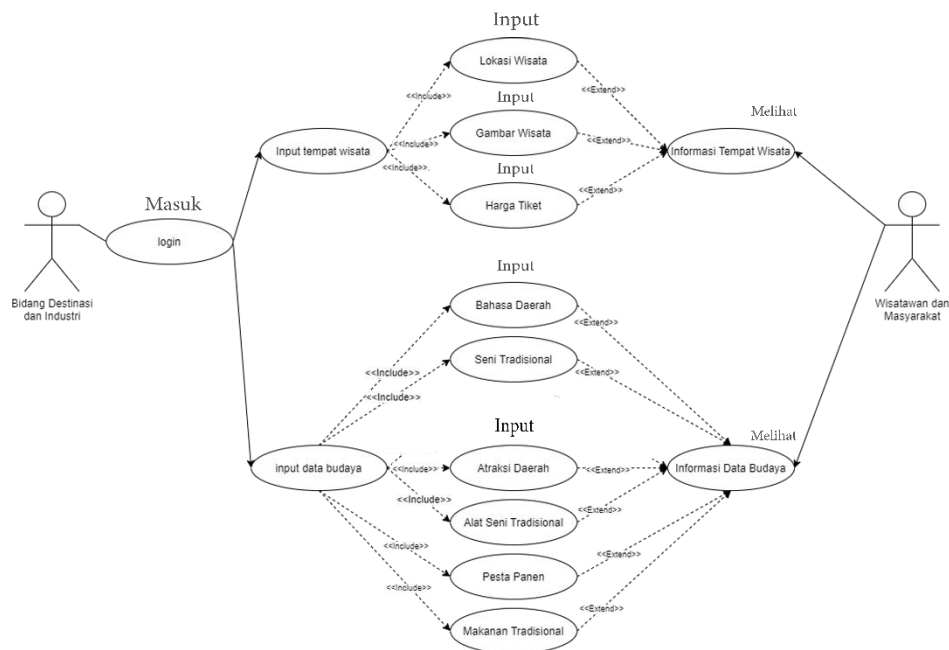 Input
Lokasi Wisata
<<Include>>
<<Extend>>
Input
Melihat
Gambar Wisata
Input tempat wisata
<<Include>>
<<Extend>>
Informasi Tempat Wisata
<<Include>>
Input
<<Extend>>
Masuk
Harga Tiket
login
Bidang Destinasi
dan Industri
Wisatawan dan
Masyarakat
Input
Bahasa Daerah
<<Extend>>
Seni Tradisional
<<Extend>>
<<Include>>
<<Include>>
Input
Melihat
input data budaya
<<Include>>
Atraksi Daerah
<<Extend>>
Informasi Data Budaya
<<Include>>
Alat Seni Tradisional
<<Extend>>
<<Include>>
<<Extend>>
Pesta Panen
<<Include>>
<<Extend>>
Makanan Tradisional